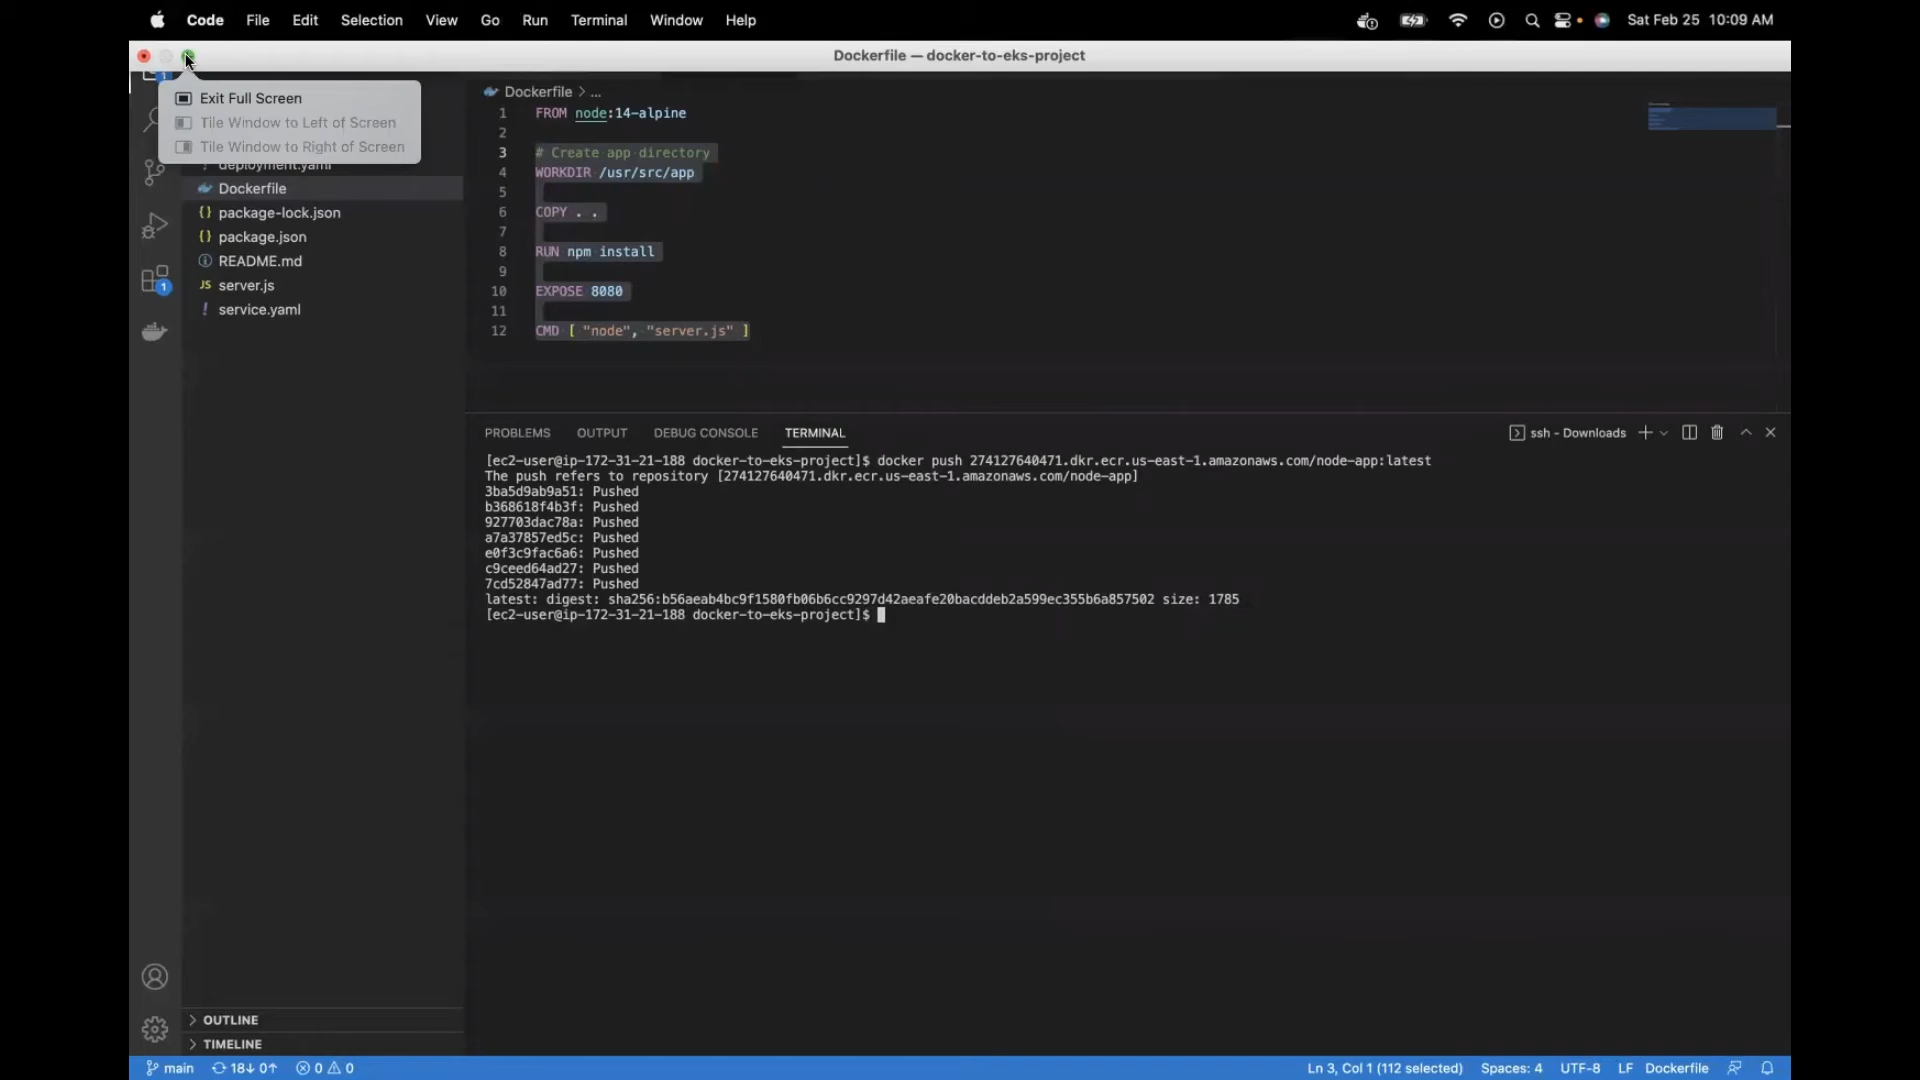 Code File Edit Selection View Go Run Terminal Window Help Sat Feb 25 10:09 AM
Dockerfile — docker-to-eks-project
1
Exit Full Screen
Tile Window to Left of Screen
Tile Window to Right of Screen
deployment.yaml
Dockerfile
package-lock.json
package.json
README.md
JS server.js
! service.yaml
1
OUTLINE
TIMELINE
Dockerfile > ...
1 FROM node:14-alpine
2
3 # Create app directory
4 WORKDIR /usr/src/app
5
6 COPY . .
7
8 RUN npm install
9
10 EXPOSE 8080
11
12 CMD [ "node", "server.js" ]
PROBLEMS OUTPUT DEBUG CONSOLE TERMINAL ssh - Downloads
[ec2-user@ip-172-31-21-188 docker-to-eks-project]$ docker push 274127640471.dkr.ecr.us-east-1.amazonaws.com/node-app:latest
The push refers to repository [274127640471.dkr.ecr.us-east-1.amazonaws.com/node-app]
3ba5d9ab9a51: Pushed
b368618f4b3f: Pushed
927703dac78a: Pushed
a7a37857ed5c: Pushed
e0f3c9fac6a6: Pushed
c9ceed64ad27: Pushed
7cd52847ad77: Pushed
latest: digest: sha256:b56aeab4bc9f1580fb06b6cc9297d42aeafe20bacddeb2a599ec355b6a857502 size: 1785
[ec2-user@ip-172-31-21-188 docker-to-eks-project]$
main 18↓ 0↑ 0 0 Ln 3, Col 1 (112 selected) Spaces: 4 UTF-8 LF Dockerfile